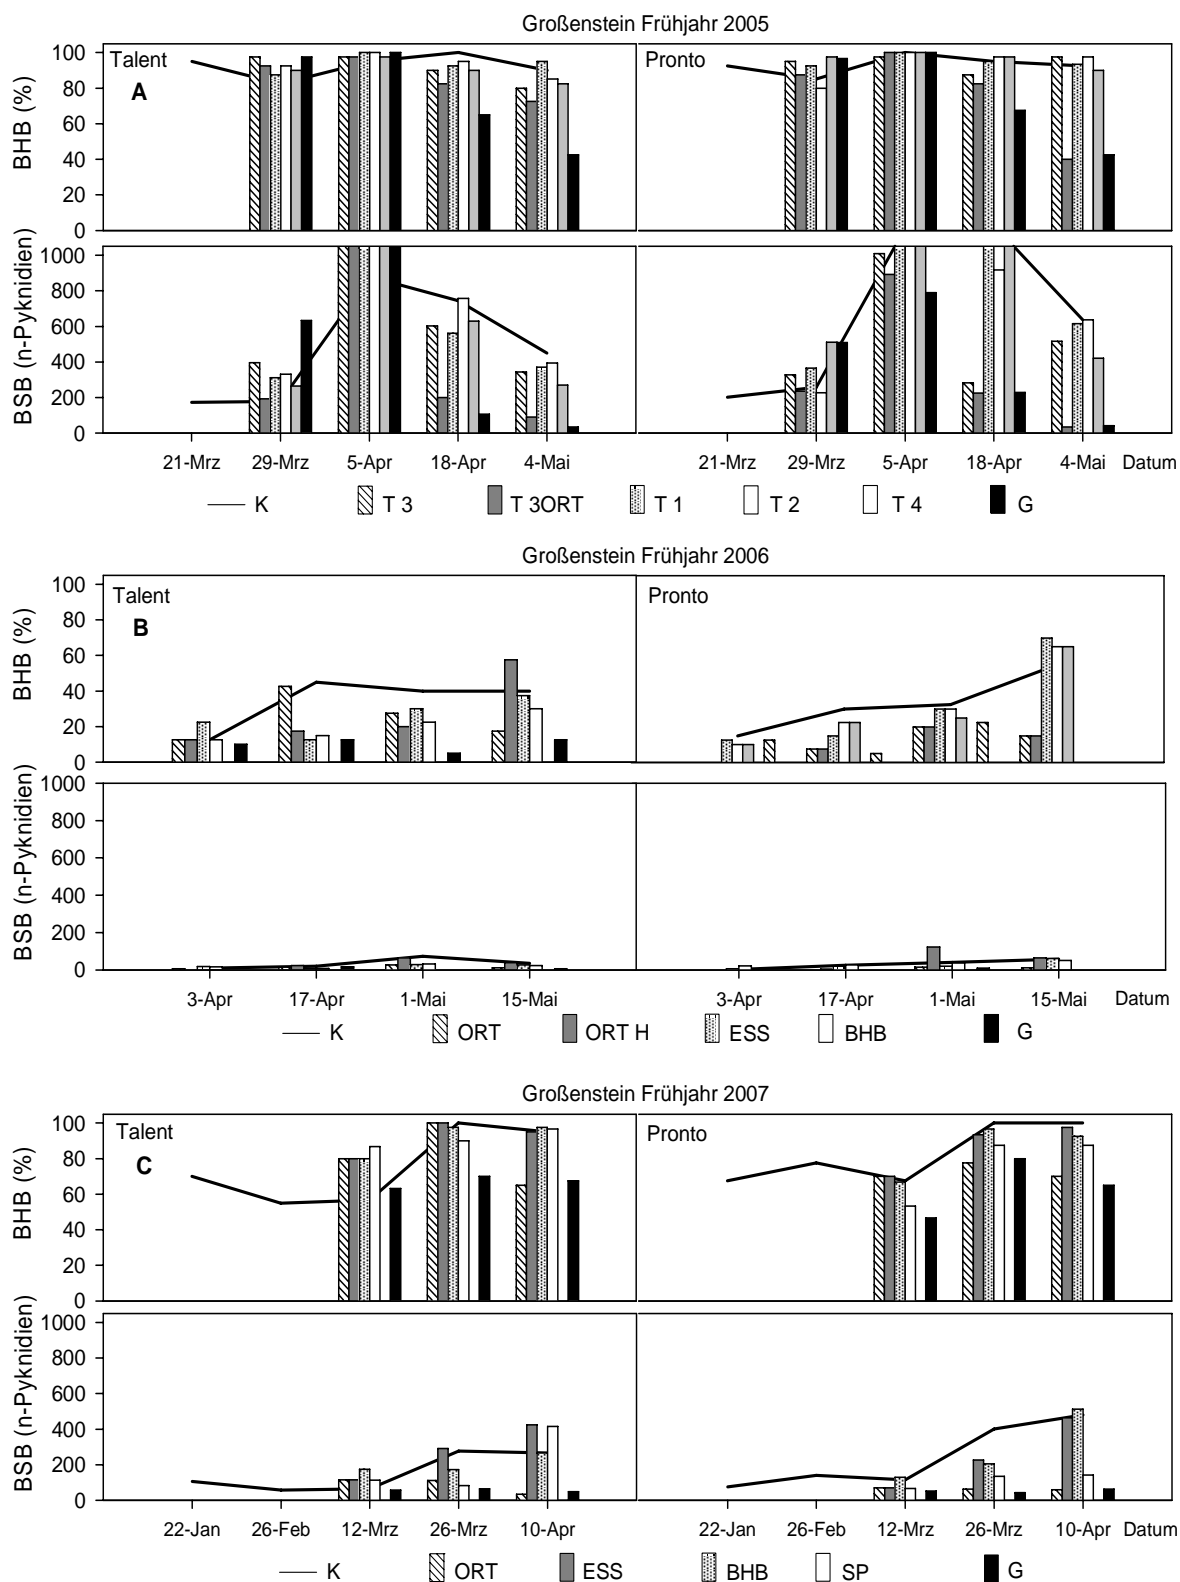 Großenstein Frühjahr 2005
Talent
Pronto
A
BHB (%)
100
80
60
40
20
0
BSB (n-Pyknidien)
1000
800
600
400
200
0
21-Mrz 29-Mrz 5-Apr 18-Apr 4-Mai 21-Mrz 29-Mrz 5-Apr 18-Apr 4-Mai Datum
K T 3 T 3ORT T 1 T 2 T 4 G
Großenstein Frühjahr 2006
Talent
Pronto
B
BHB (%)
100
80
60
40
20
0
BSB (n-Pyknidien)
1000
800
600
400
200
0
3-Apr 17-Apr 1-Mai 15-Mai 3-Apr 17-Apr 1-Mai 15-Mai Datum
K ORT ORT H ESS BHB G
Großenstein Frühjahr 2007
Talent
Pronto
C
BHB (%)
100
80
60
40
20
0
BSB (n-Pyknidien)
1000
800
600
400
200
0
22-Jan 26-Feb 12-Mrz 26-Mrz 10-Apr 22-Jan 26-Feb 12-Mrz 26-Mrz 10-Apr Datum
K ORT ESS BHB SP G